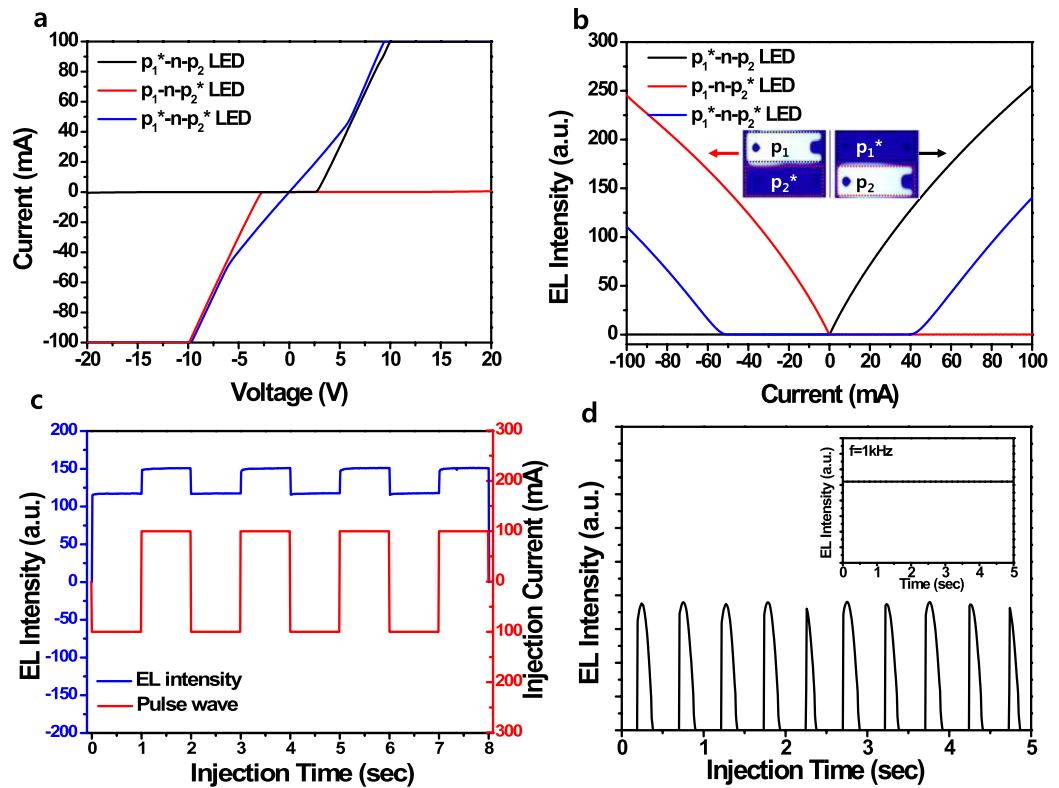 a
100
80
60
40
20
0
-20
-40
-60
-80
-100
-20
-15
-10
-5
0
5
10
15
20
Current (mA)
Voltage (V)
p1*-n-p2 LED
p1-n-p2* LED
p1*-n-p2* LED
b
300
250
200
150
100
50
0
-100
-80
-60
-40
-20
0
20
40
60
80
100
EL Intensity (a.u.)
Current (mA)
p1*-n-p2 LED
p1-n-p2* LED
p1*-n-p2* LED
p1
p2*
p1*
p2
c
200
150
100
50
0
-50
-100
-150
-200
300
200
100
0
100
200
300
0
1
2
3
4
5
6
7
8
EL Intensity (a.u.)
Injection Current (mA)
Injection Time (sec)
EL intensity
Pulse wave
d
EL Intensity (a.u.)
0
1
2
3
4
5
Injection Time (sec)
f=1kHz
EL Intensity (a.u.)
0
1
2
3
4
5
Time (sec)